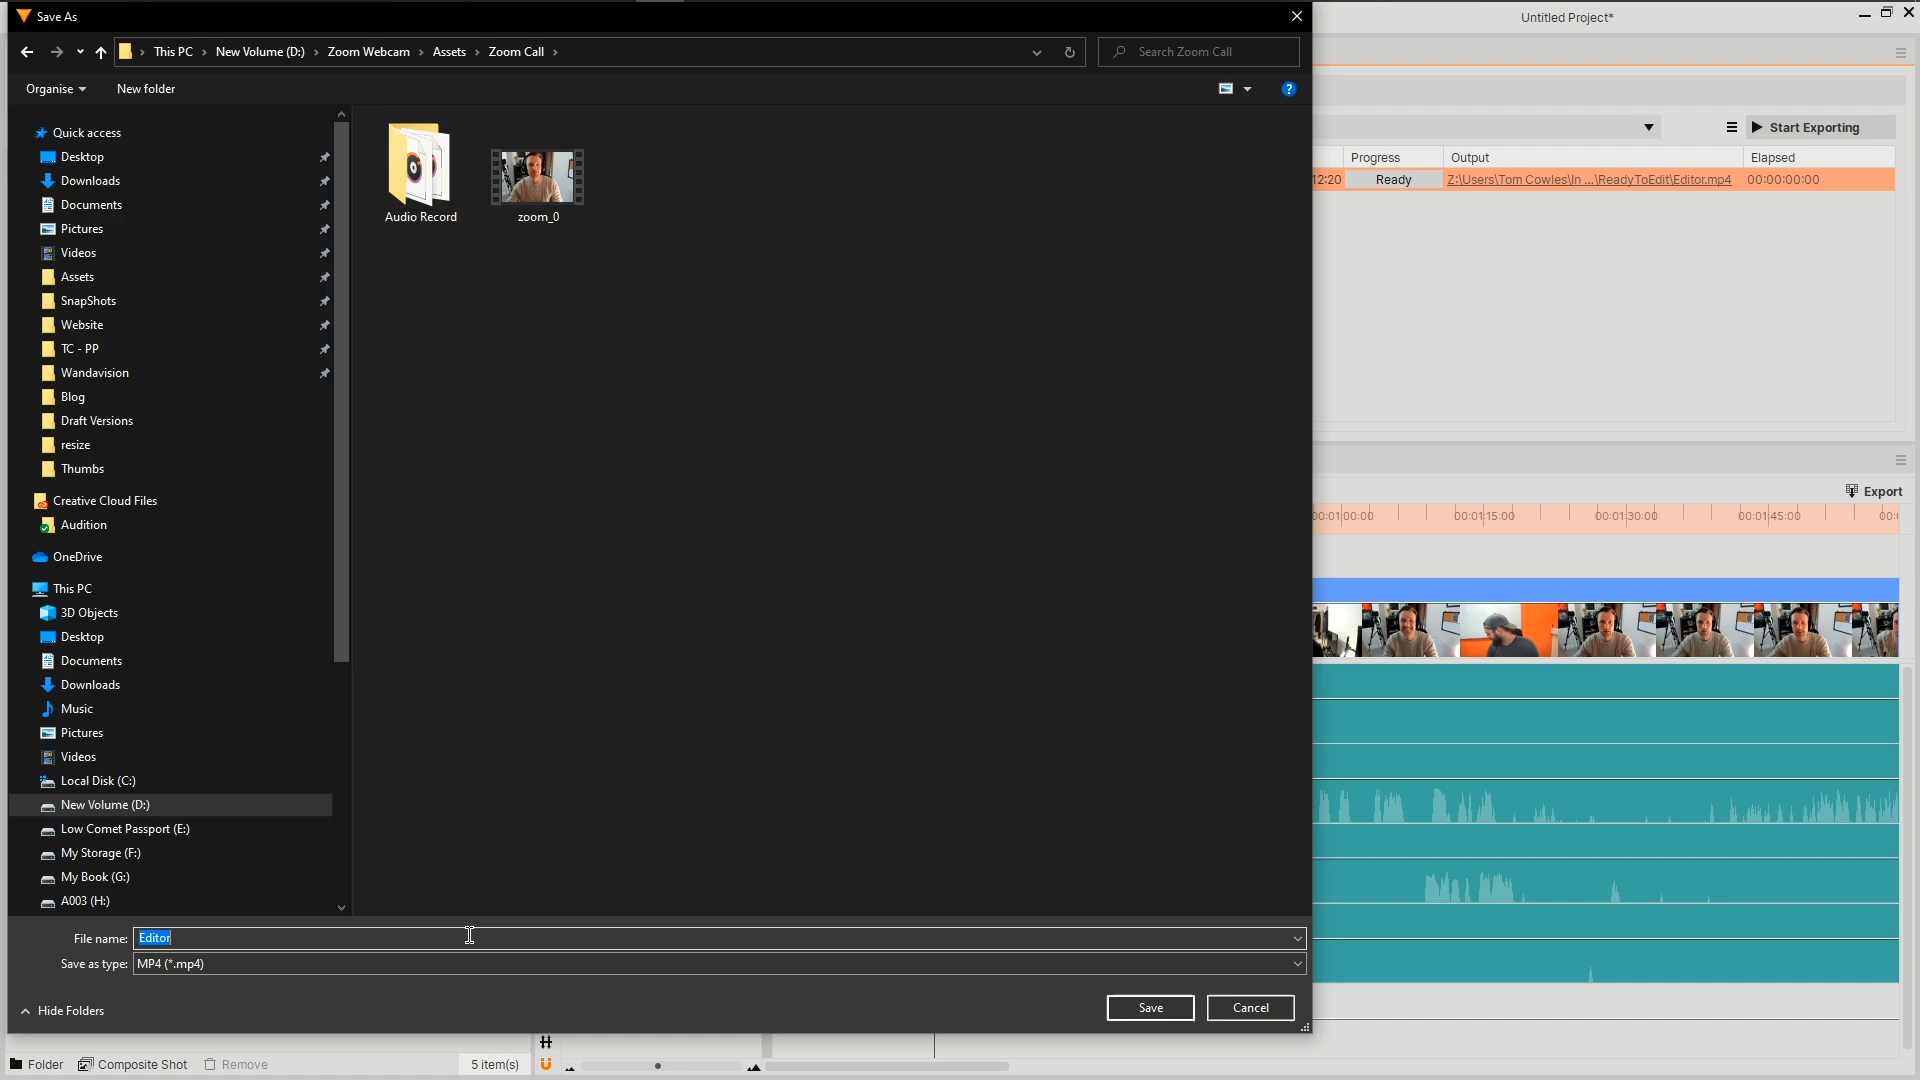 Save As
Untitled Project*
This PC > New Volume (D:) > Zoom Webcam > Assets > Zoom Call >
Search Zoom Call
Organise
New folder
Start Exporting
Progress Output Elapsed
12:20 Ready Z:\Users\Tom Cowles\In ...\ReadyToEdit\Editor.mp4 00:00:00:00
Quick access
Desktop
Downloads
Documents
Pictures
Videos
Assets
SnapShots
Website
TC - PP
Wandavision
Blog
Draft Versions
resize
Thumbs
Creative Cloud Files
Audition
OneDrive
This PC
3D Objects
Desktop
Documents
Downloads
Music
Pictures
Videos
Local Disk (C:)
New Volume (D:)
Low Comet Passport (E:)
My Storage (F:)
My Book (G:)
A003 (H:)
Audio Record
zoom_0
Export
00:01:00:00 00:01:15:00 00:01:30:00 00:01:45:00
File name: Editor
Save as type: MP4 (*.mp4)
Hide Folders
Save
Cancel
Folder
Composite Shot
Remove
5 item(s)